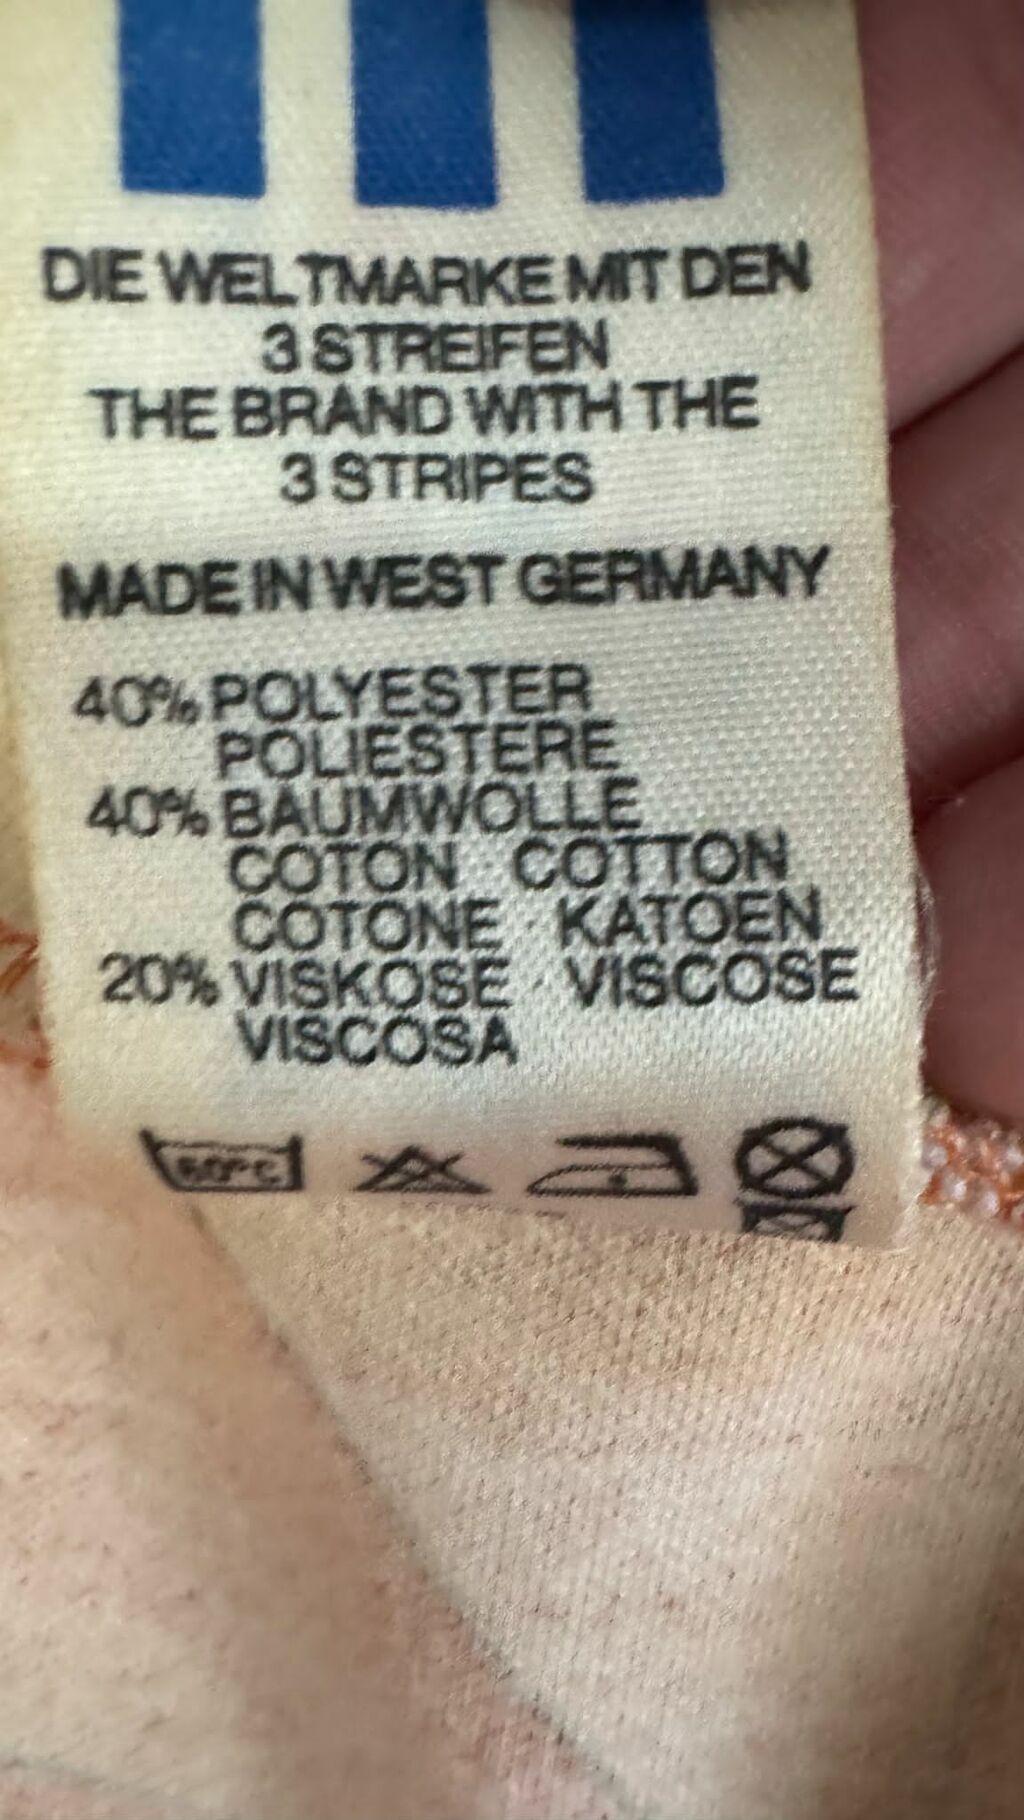 DIE WELTMARKE MIT DEN
3 STREIFEN
THE BRAND WITH THE
3 STRIPES
MADE IN WEST GERMANY
40% POLYESTER
POLIESTERE
40% BAUMWOLLE
COTON COTTON
COTONE KATOEN
20% VISKOSE VISCOSE
VISCOSA
60°C